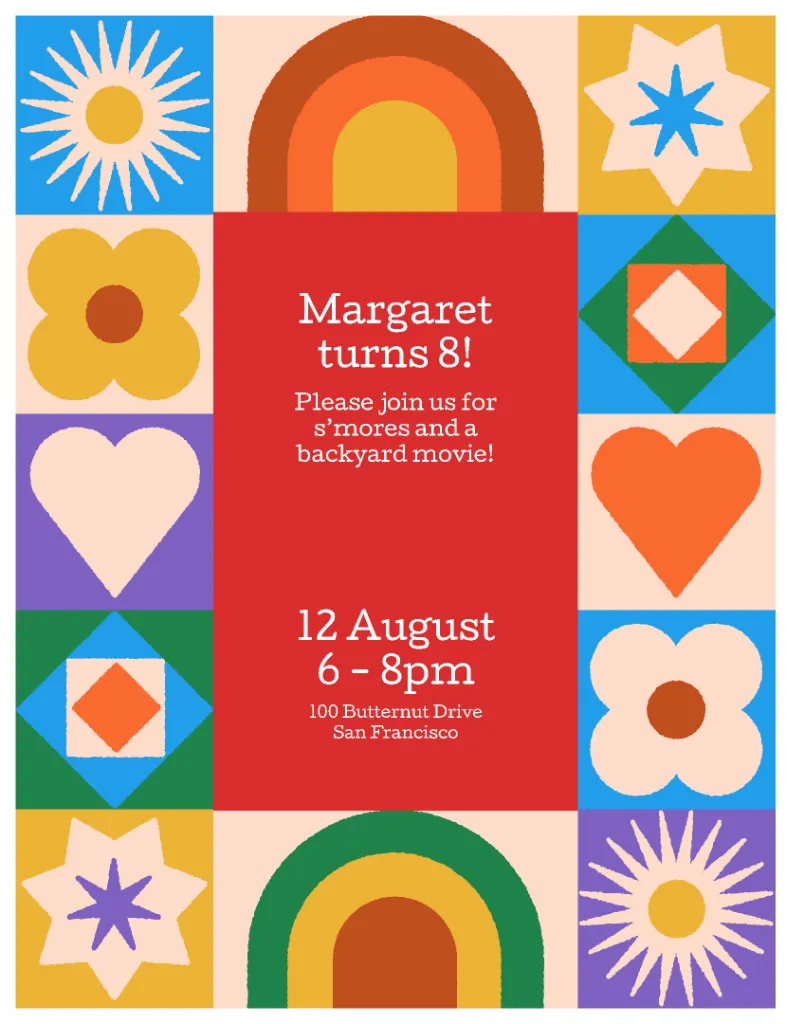 Margaret
turns 8!
Please join us for
s’mores and a
backyard movie!
12 August
6 - 8pm
100 Butternut Drive
San Francisco